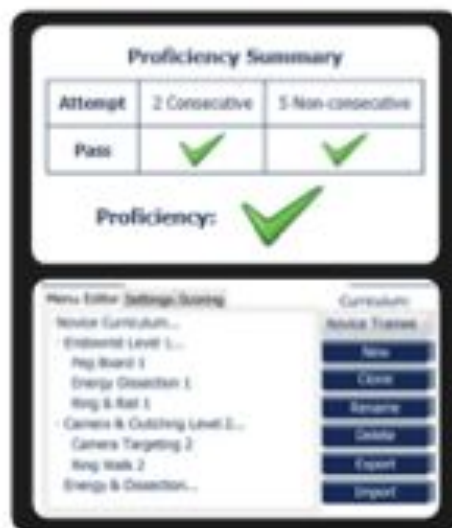 Proficiency Summary
Attempt 2 Consecutive 5 Non-consecutive
Pass
Proficiency:
Menu Editor Settings Scoring Curriculum:
Novice Curriculum... Novice Trainee
- Endowrist Level 1... New
Peg Board 1 Clone
Energy Dissection 1 Rename
Ring & Rail 1 Delete
- Camera & Clutching Level 2... Export
Camera Targeting 2 Import
Ring Walk 2
Energy & Dissection...